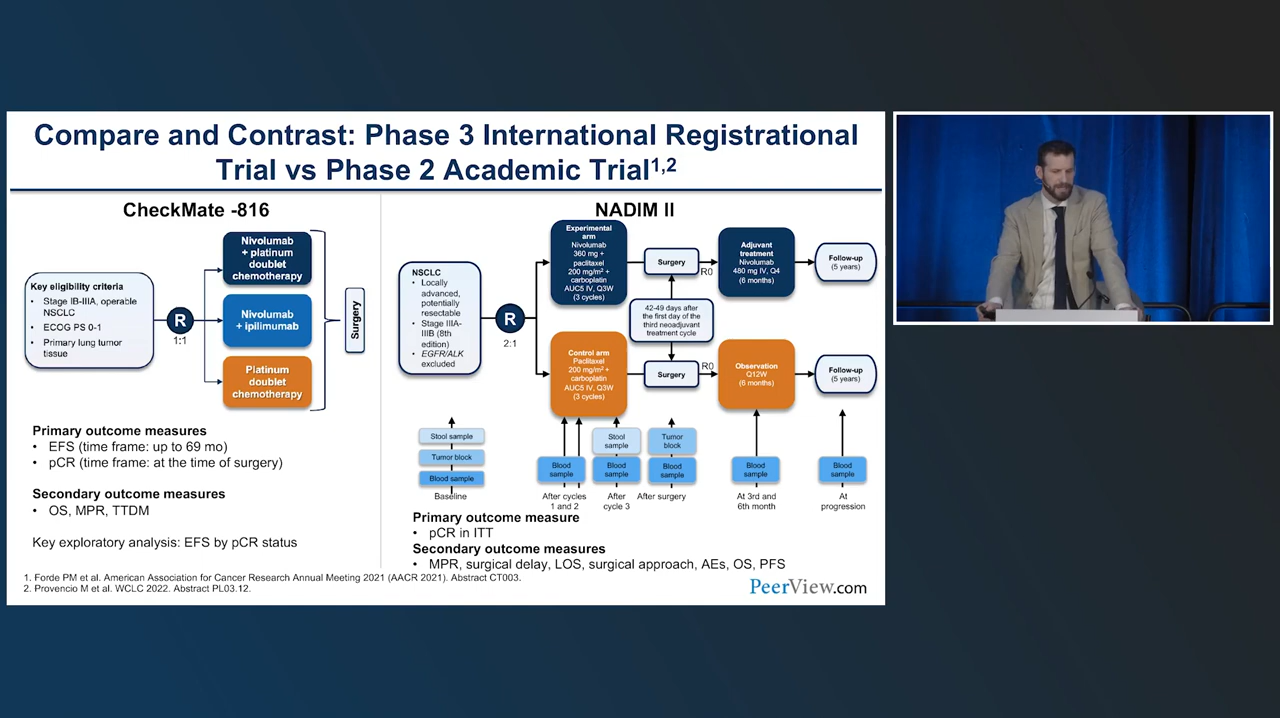 Compare and Contrast: Phase 3 International Registrational
Trial vs Phase 2 Academic Trial1,2
CheckMate -816
Key eligibility criteria
• Stage IB-IIIA, operable
NSCLC
• ECOG PS 0-1
• Primary lung tumor
tissue
R
1:1
Nivolumab
+ platinum
doublet
chemotherapy
Nivolumab
+ ipilimumab
Platinum
doublet
chemotherapy
Surgery
Primary outcome measures
• EFS (time frame: up to 69 mo)
• pCR (time frame: at the time of surgery)
Secondary outcome measures
• OS, MPR, TTDM
Key exploratory analysis: EFS by pCR status
NADIM II
NSCLC
• Locally
advanced,
potentially
resectable
• Stage IIIA-
IIIB (8th
edition)
• EGFR/ALK
excluded
R
2:1
Experimental
arm
Nivolumab
360 mg +
paclitaxel
200 mg/m² +
carboplatin
AUC5 IV, Q3W
(3 cycles)
Surgery
R0
Adjuvant
treatment
Nivolumab
480 mg IV, Q4
(6 months)
Follow-up
(5 years)
42-49 days after
the first day of the
third neoadjuvant
treatment cycle
Control arm
Paclitaxel
200 mg/m² +
carboplatin
AUC5 IV, Q3W
(3 cycles)
Surgery
R0
Observation
Q12W
(6 months)
Follow-up
(5 years)
Stool sample
Tumor block
Blood sample
Baseline
Blood
sample
After cycles
1 and 2
Stool
sample
Blood
sample
After
cycle 3
Tumor
block
Blood
sample
After surgery
Blood
sample
At 3rd and
6th month
Blood
sample
At
progression
Primary outcome measure
• pCR in ITT
Secondary outcome measures
• MPR, surgical delay, LOS, surgical approach, AEs, OS, PFS
1. Forde PM et al. American Association for Cancer Research Annual Meeting 2021 (AACR 2021). Abstract CT003.
2. Provencio M et al. WCLC 2022. Abstract PL03.12.
PeerView.com